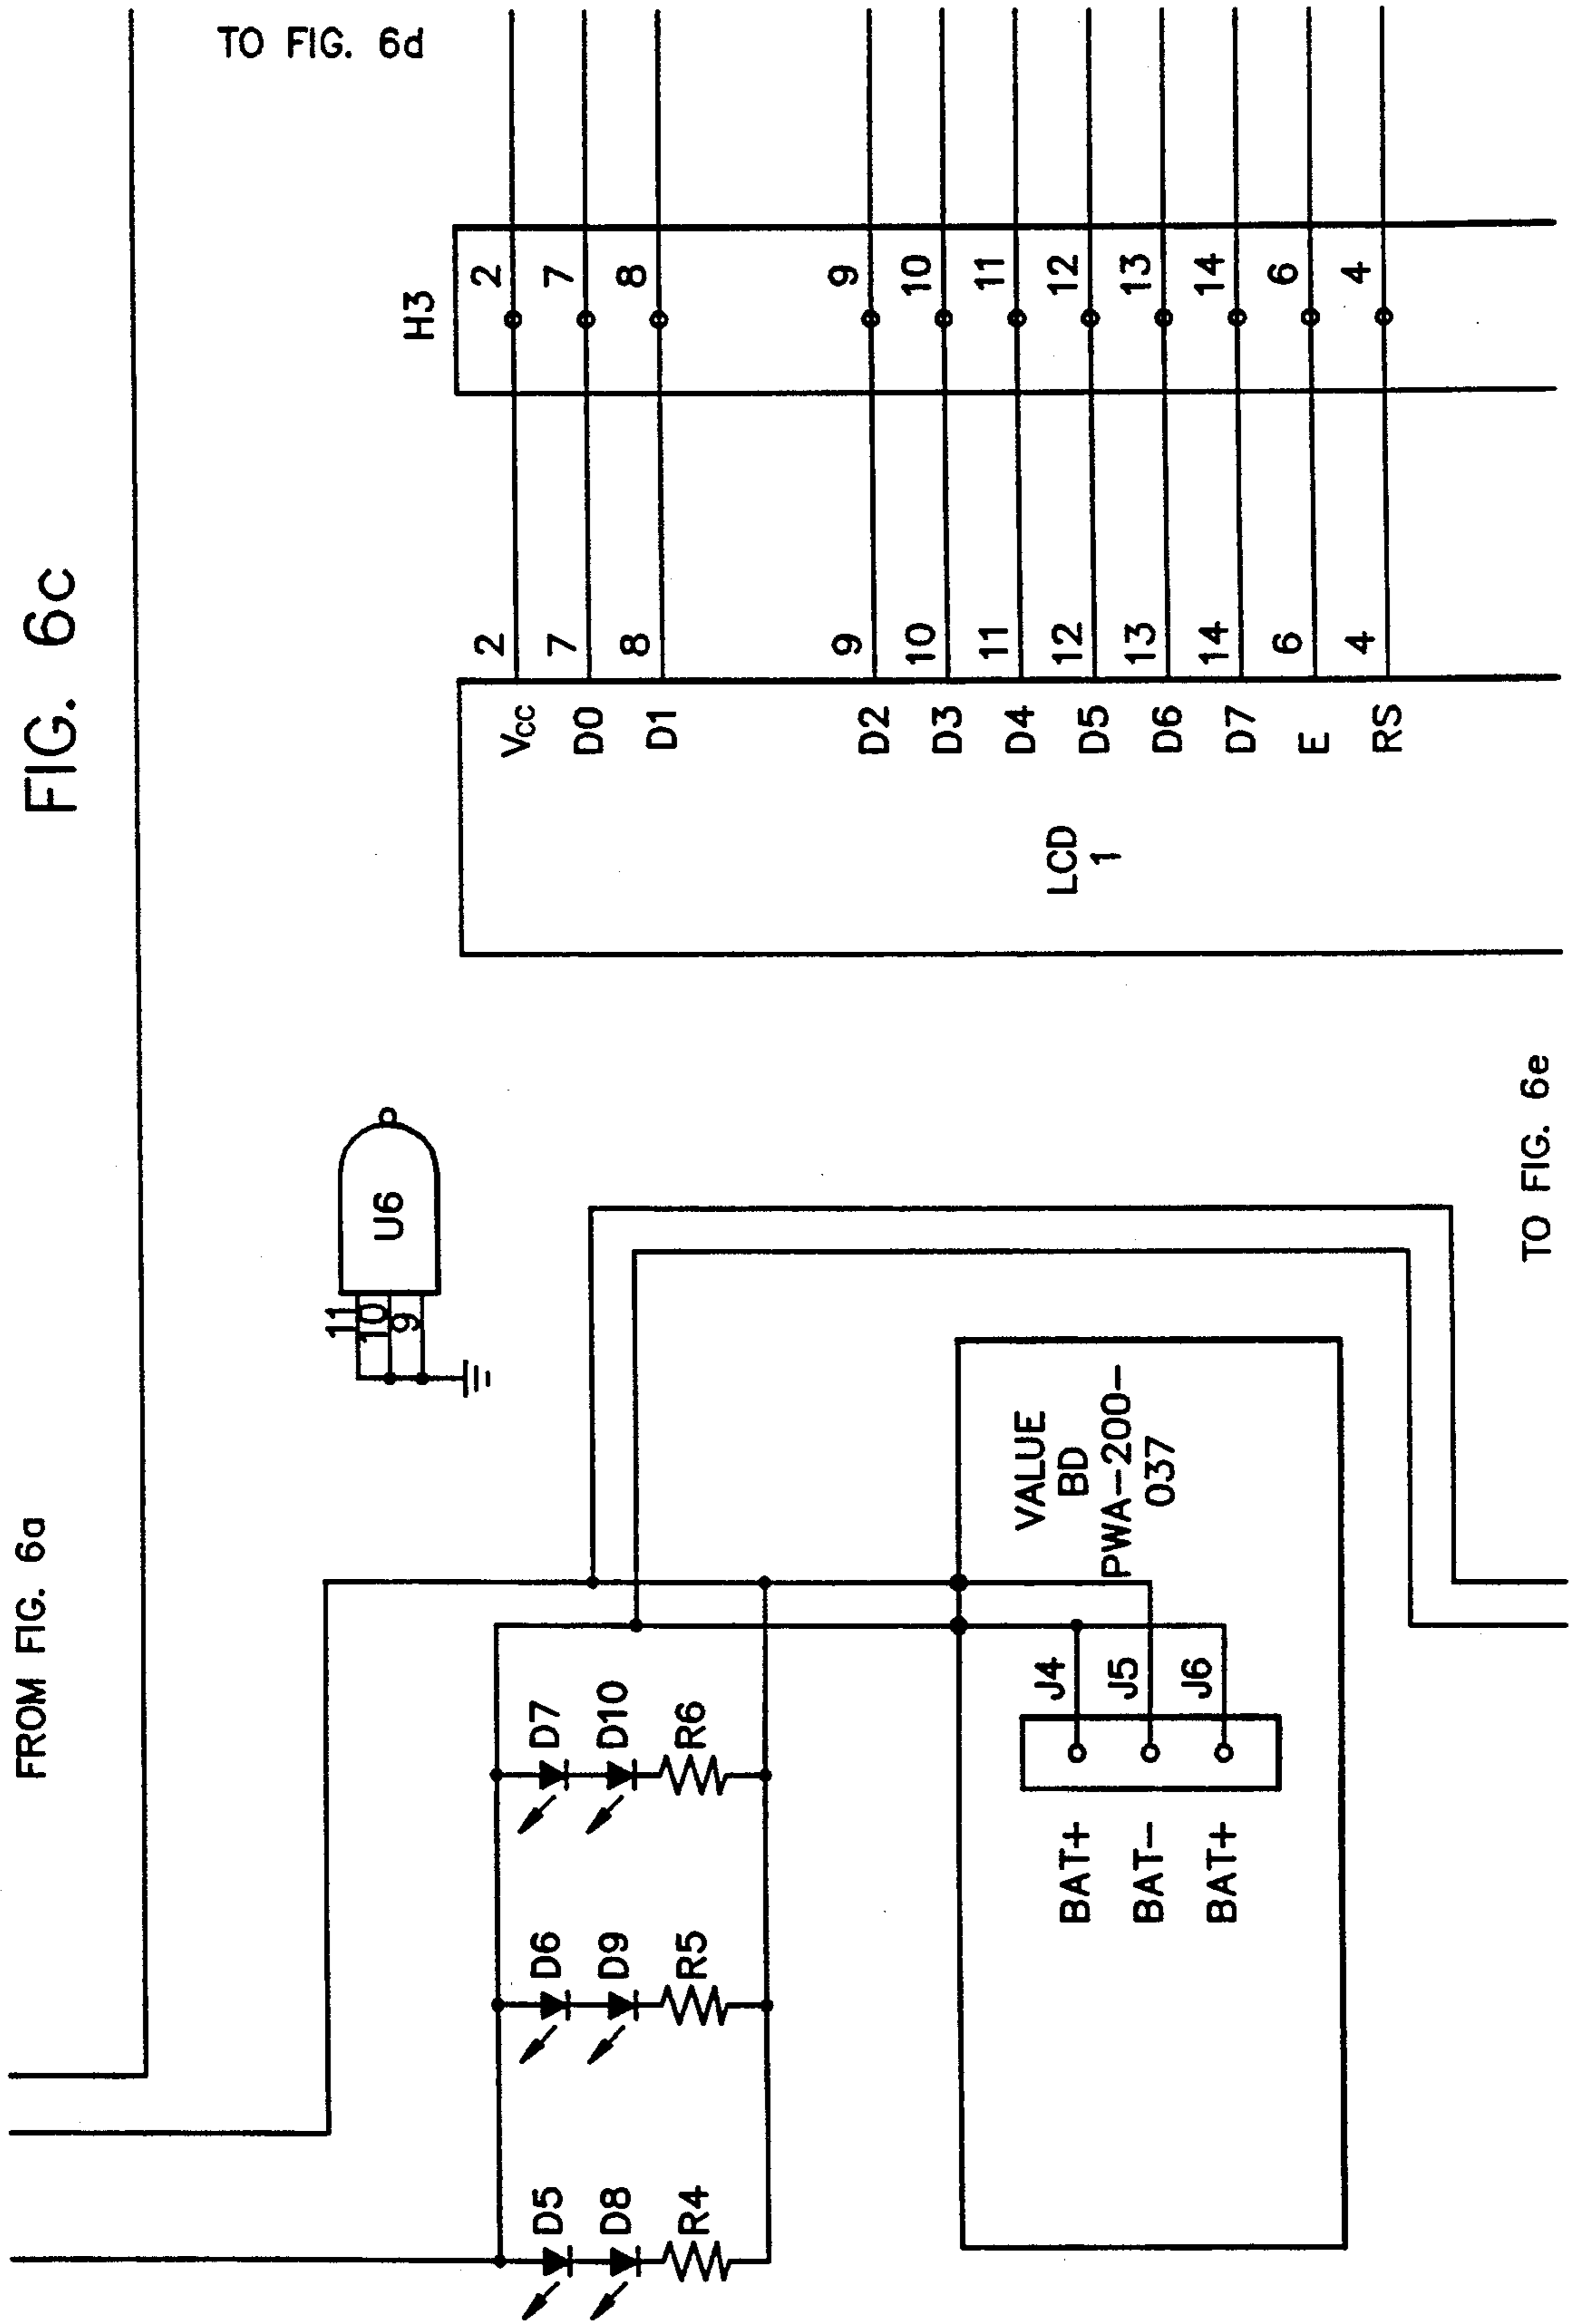 FIG. 6c
FROM FIG. 6a
TO FIG. 6d
H3
2
7
8
9
10
11
12
13
14
6
4
2
7
8
9
10
11
12
13
14
6
4
VCC
D0
D1
D2
D3
D4
D5
D6
D7
E
RS
LCD
1
11
10
9
U6
D5
D8
R4
D6
D9
R5
D7
D10
R6
VALUE
BD
PWA-200-
037
J4
J5
J6
BAT+
BAT-
BAT+
TO FIG. 6e